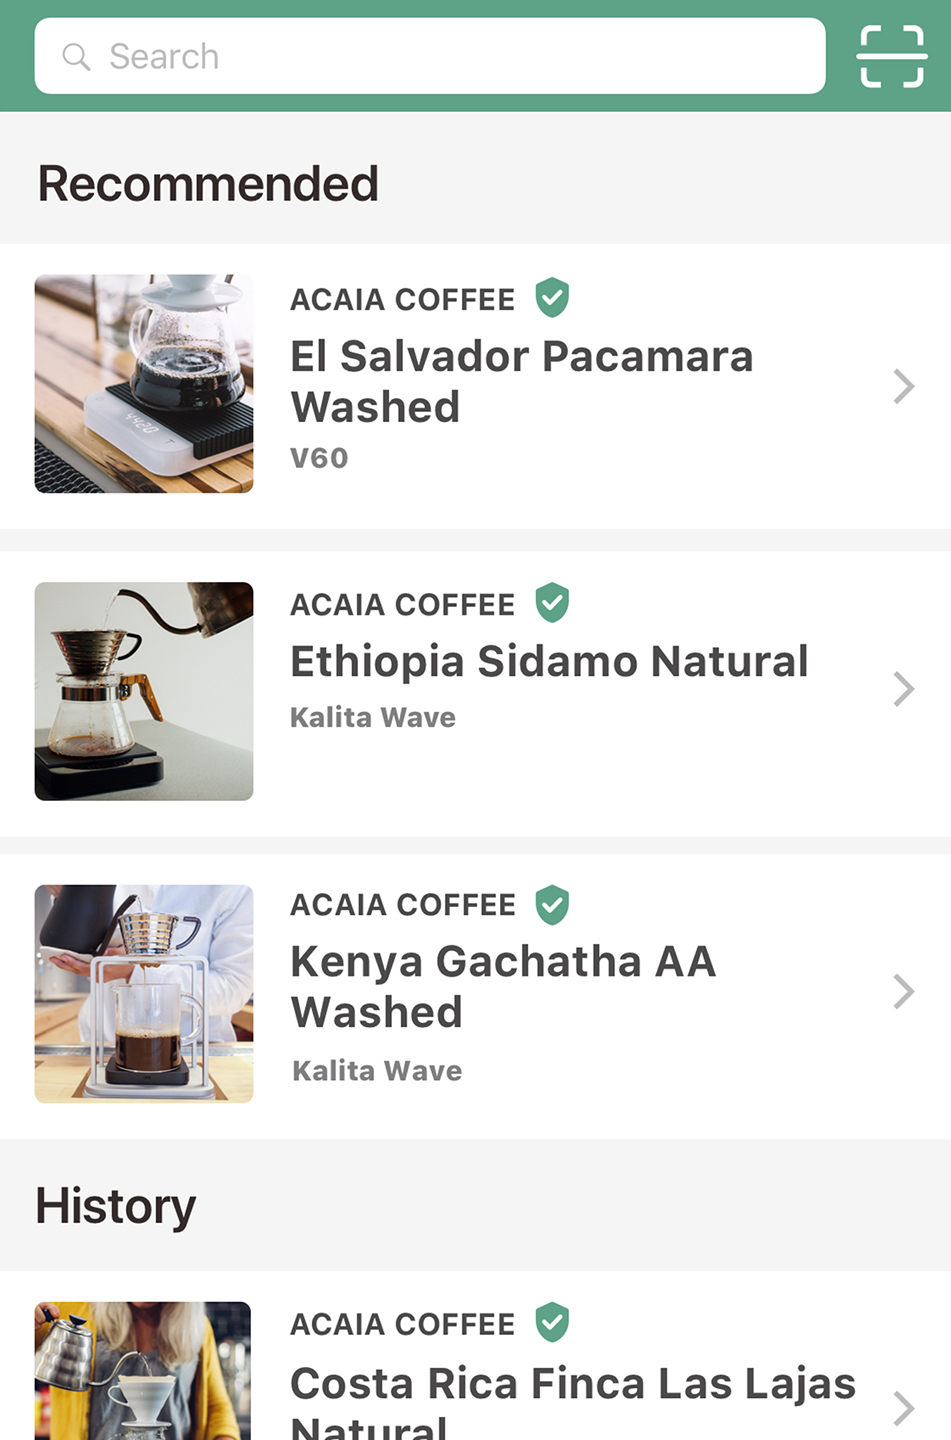 Search
Recommended
ACAIA COFFEE
El Salvador Pacamara
Washed
V60
ACAIA COFFEE
Ethiopia Sidamo Natural
Kalita Wave
ACAIA COFFEE
Kenya Gachatha AA
Washed
Kalita Wave
History
ACAIA COFFEE
Costa Rica Finca Las Lajas
Natural